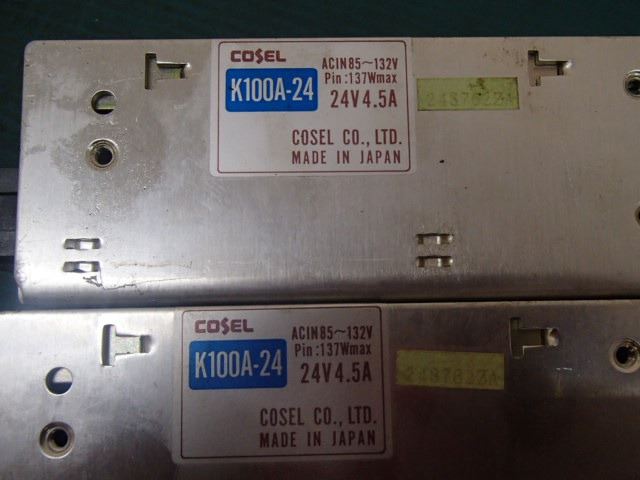 COSEL
ACIN85～132V
K100A-24
Pin:137Wmax
24V4.5A
COSEL CO., LTD.
MADE IN JAPAN
COSEL
ACIN85～132V
K100A-24
Pin:137Wmax
24V4.5A
COSEL CO., LTD.
MADE IN JAPAN